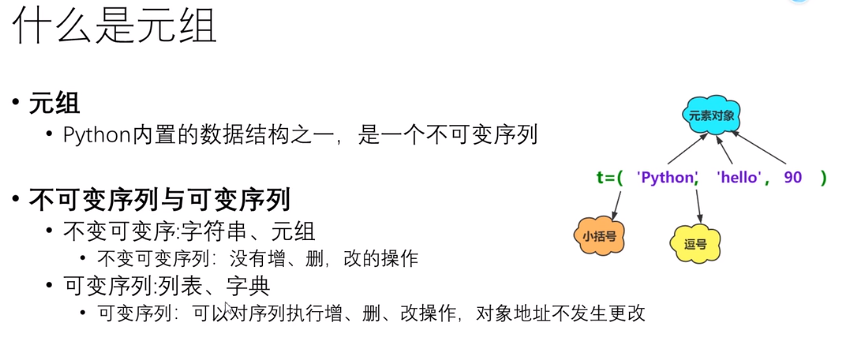 什么是元组
• 元组
• Python内置的数据结构之一，是一个不可变序列
• 不可变序列与可变序列
• 不变可变序:字符串、元组
• 不变可变序列：没有增、删，改的操作
• 可变序列:列表、字典
• 可变序列：可以对序列执行增、删、改操作，对象地址不发生更改
元素对象
t=( 'Python', 'hello', 90 )
小括号
逗号